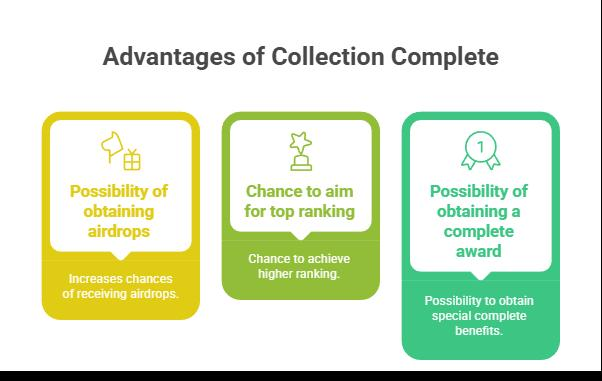 Advantages of Collection Complete
Possibility of
obtaining
airdrops
Increases chances
of receiving airdrops.
Chance to aim
for top ranking
Chance to achieve
higher ranking.
1
Possibility of
obtaining a
complete
award
Possibility to obtain
special complete
benefits.